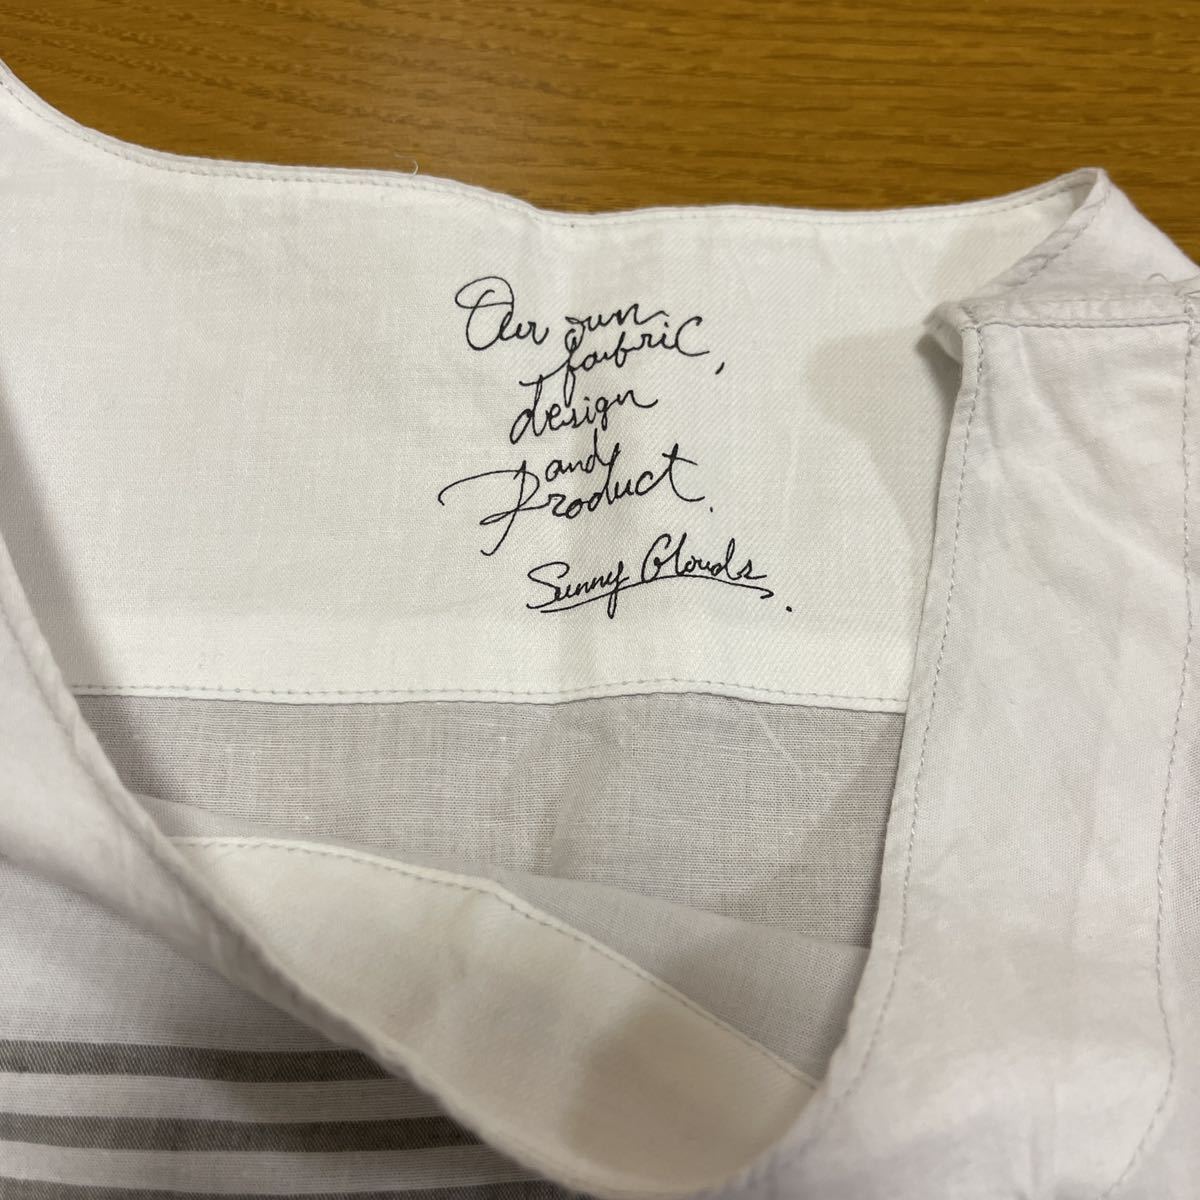 Our own
fabric,
design
and
Product.
Sunny Clouds.